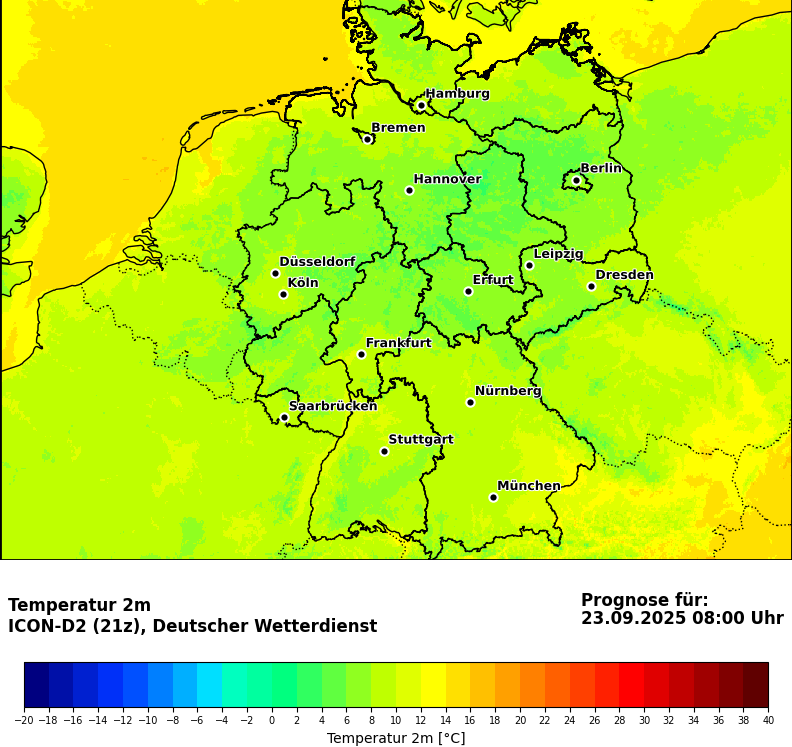 Hamburg
Bremen
Berlin
Hannover
Leipzig
Düsseldorf
Dresden
Köln
Erfurt
Frankfurt
Nürnberg
Saarbrücken
Stuttgart
München
Temperatur 2m
ICON-D2 (21z), Deutscher Wetterdienst
Prognose für:
23.09.2025 08:00 Uhr
−20 −18 −16 −14 −12 −10 −8 −6 −4 −2 0 2 4 6 8 10 12 14 16 18 20 22 24 26 28 30 32 34 36 38 40
Temperatur 2m [°C]